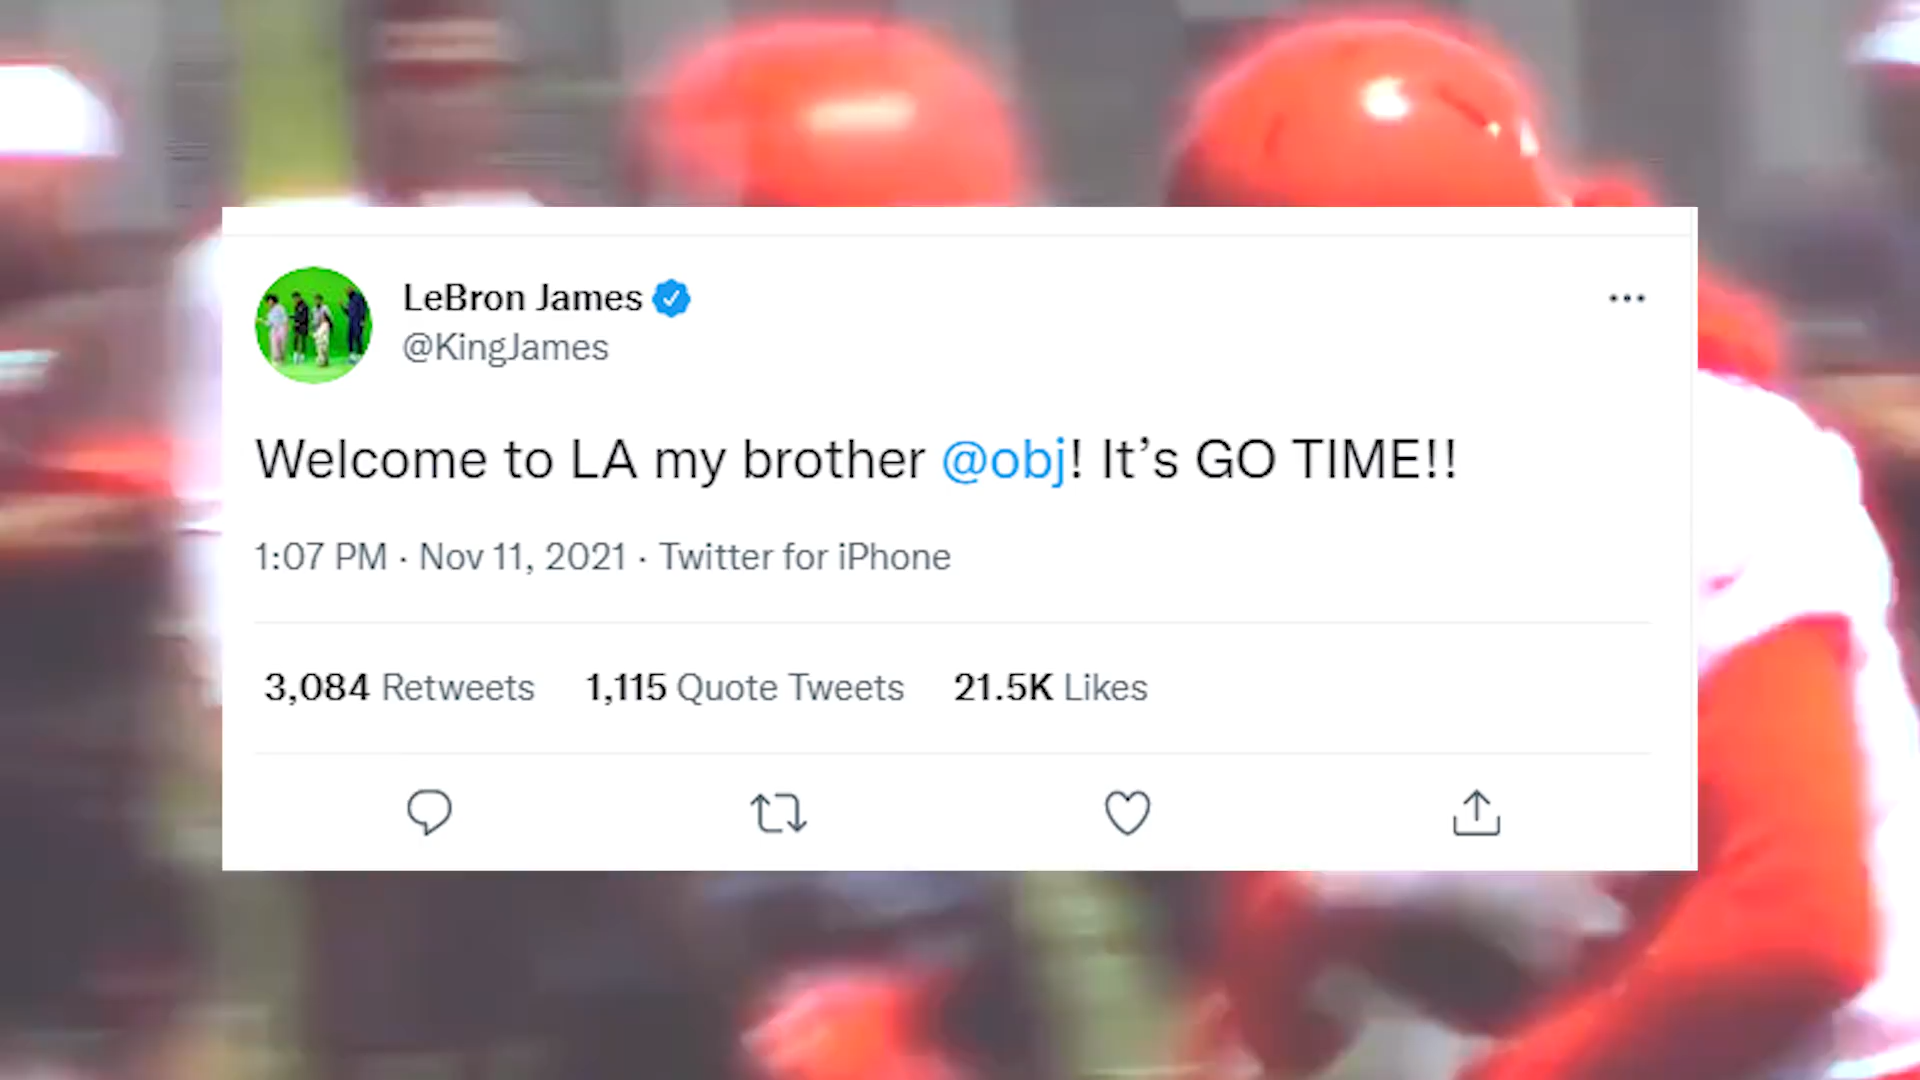 LeBron James
@KingJames
Welcome to LA my brother @obj! It’s GO TIME!!
1:07 PM · Nov 11, 2021 · Twitter for iPhone
3,084 Retweets 1,115 Quote Tweets 21.5K Likes